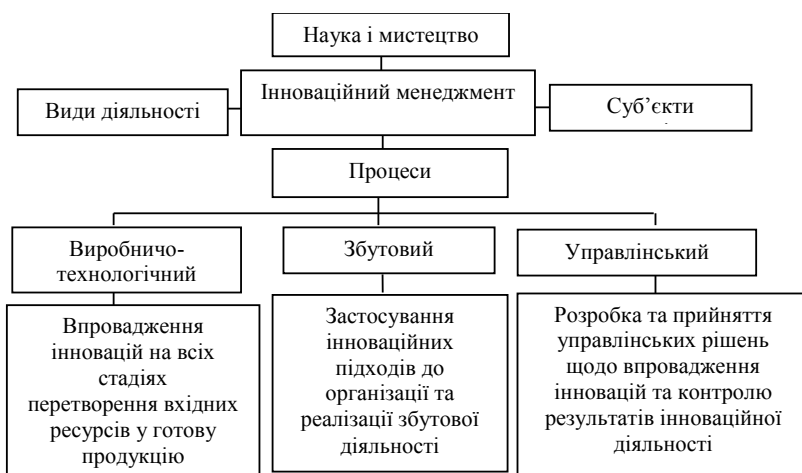 Наука і мистецтво
Інноваційний менеджмент
Види діяльності
Суб’єкти
Процеси
Виробничо-
технологічний
Збутовий
Управлінський
Впровадження
інновацій на всіх
стадіях
перетворення вхідних
ресурсів у готову
продукцію
Застосування
інноваційних
підходів до
організації та
реалізації збутової
діяльності
Розробка та прийняття
управлінських рішень
щодо впровадження
інновацій та контролю
результатів інноваційної
діяльності